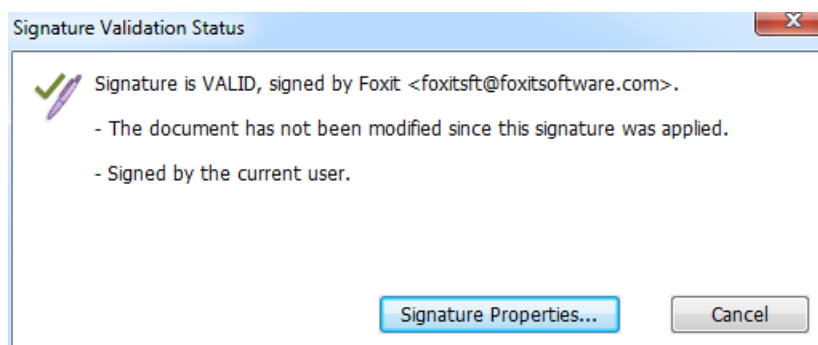 Signature Validation Status
Signature is VALID, signed by Foxit <foxitsft@foxitsoftware.com>.
- The document has not been modified since this signature was applied.
- Signed by the current user.
Signature Properties... Cancel